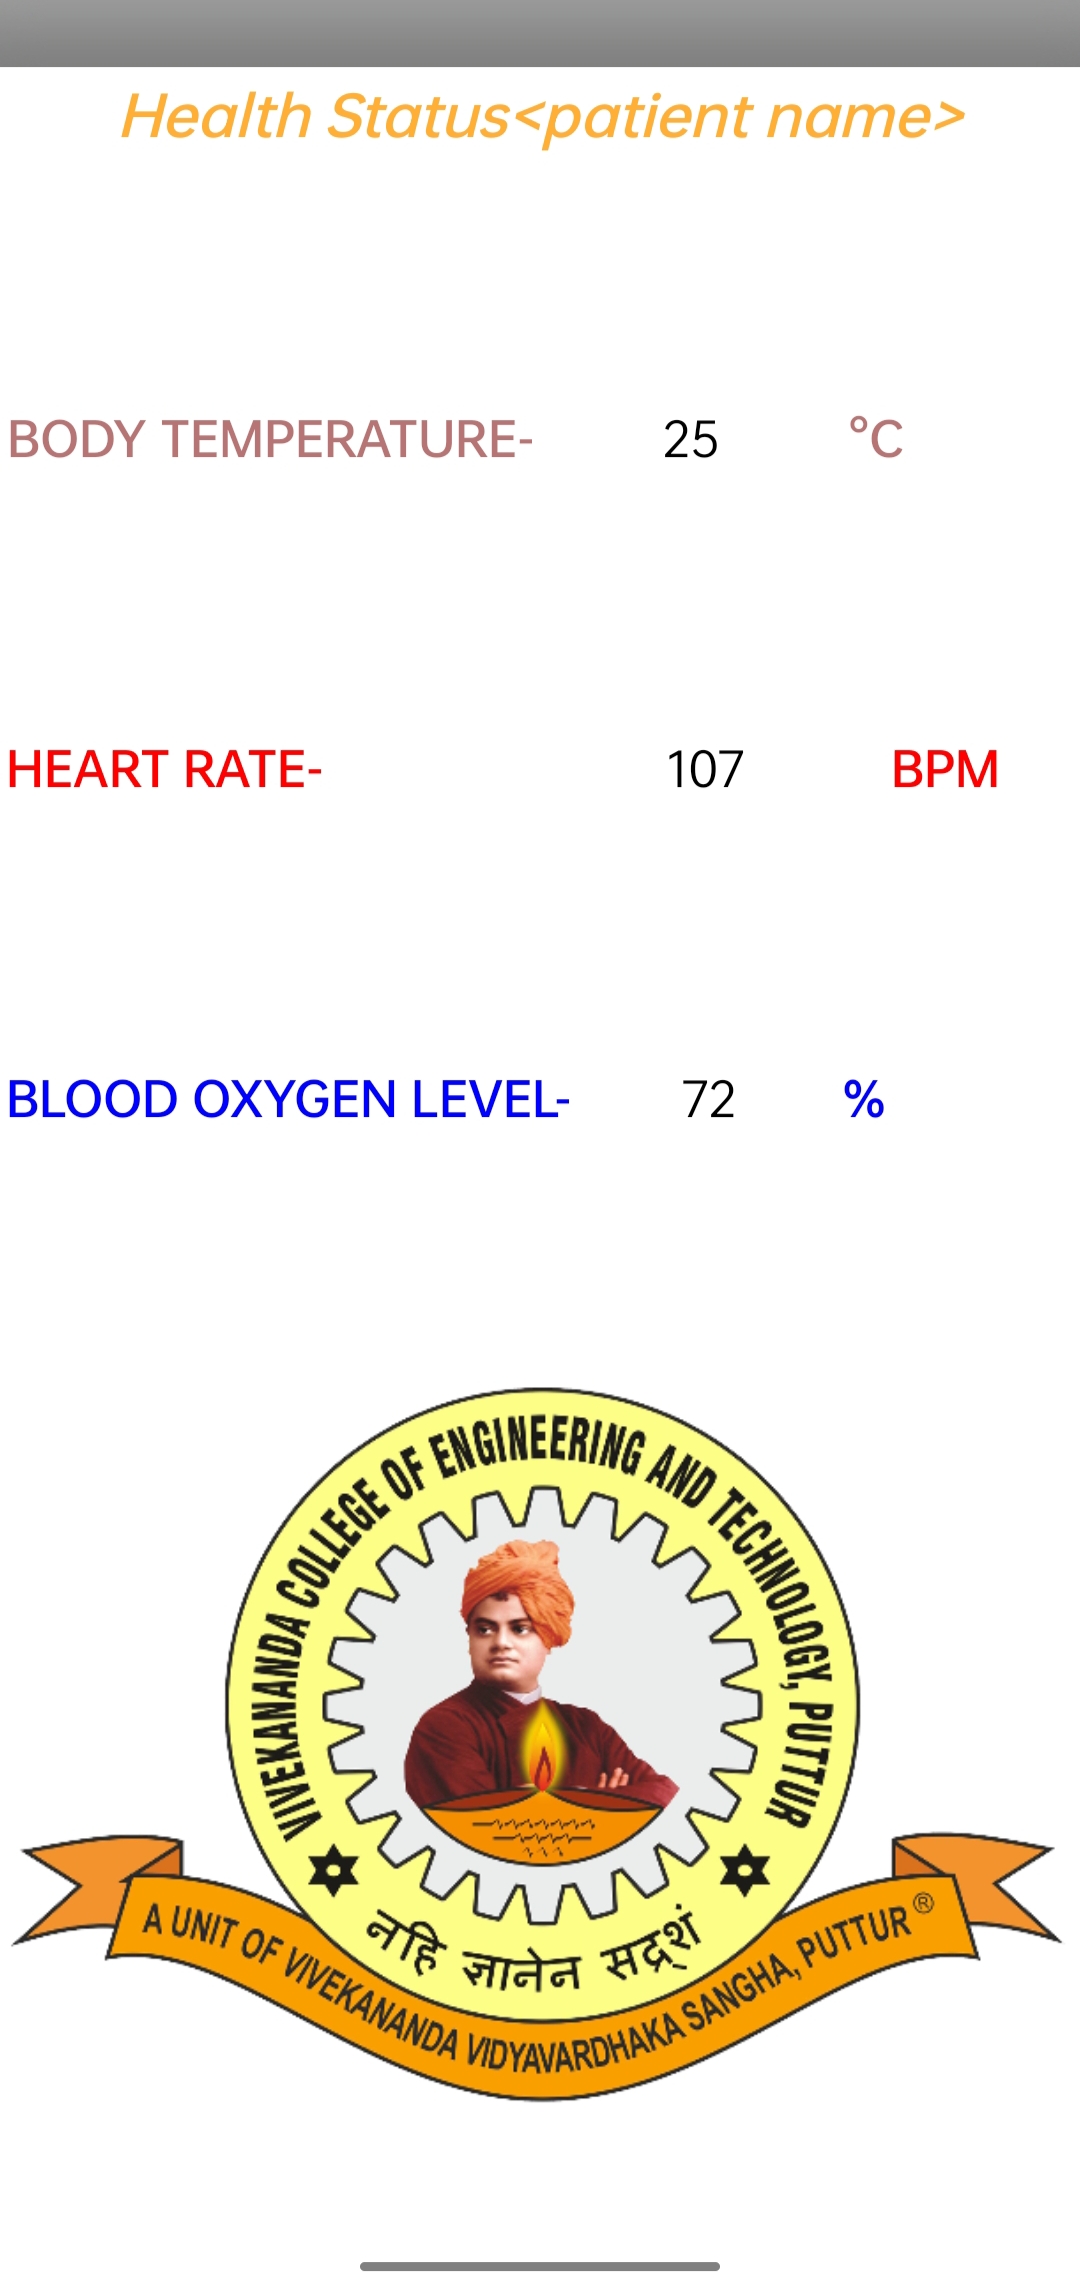 Health Status<patient name>
BODY TEMPERATURE- 25 °C
HEART RATE- 107 BPM
BLOOD OXYGEN LEVEL- 72 %
VIVEKANANDA COLLEGE OF ENGINEERING AND TECHNOLOGY, PUTTUR
नहि ज्ञानेन सद्रशं
A UNIT OF VIVEKANANDA VIDYAVARDHAKA SANGHA, PUTTUR ®